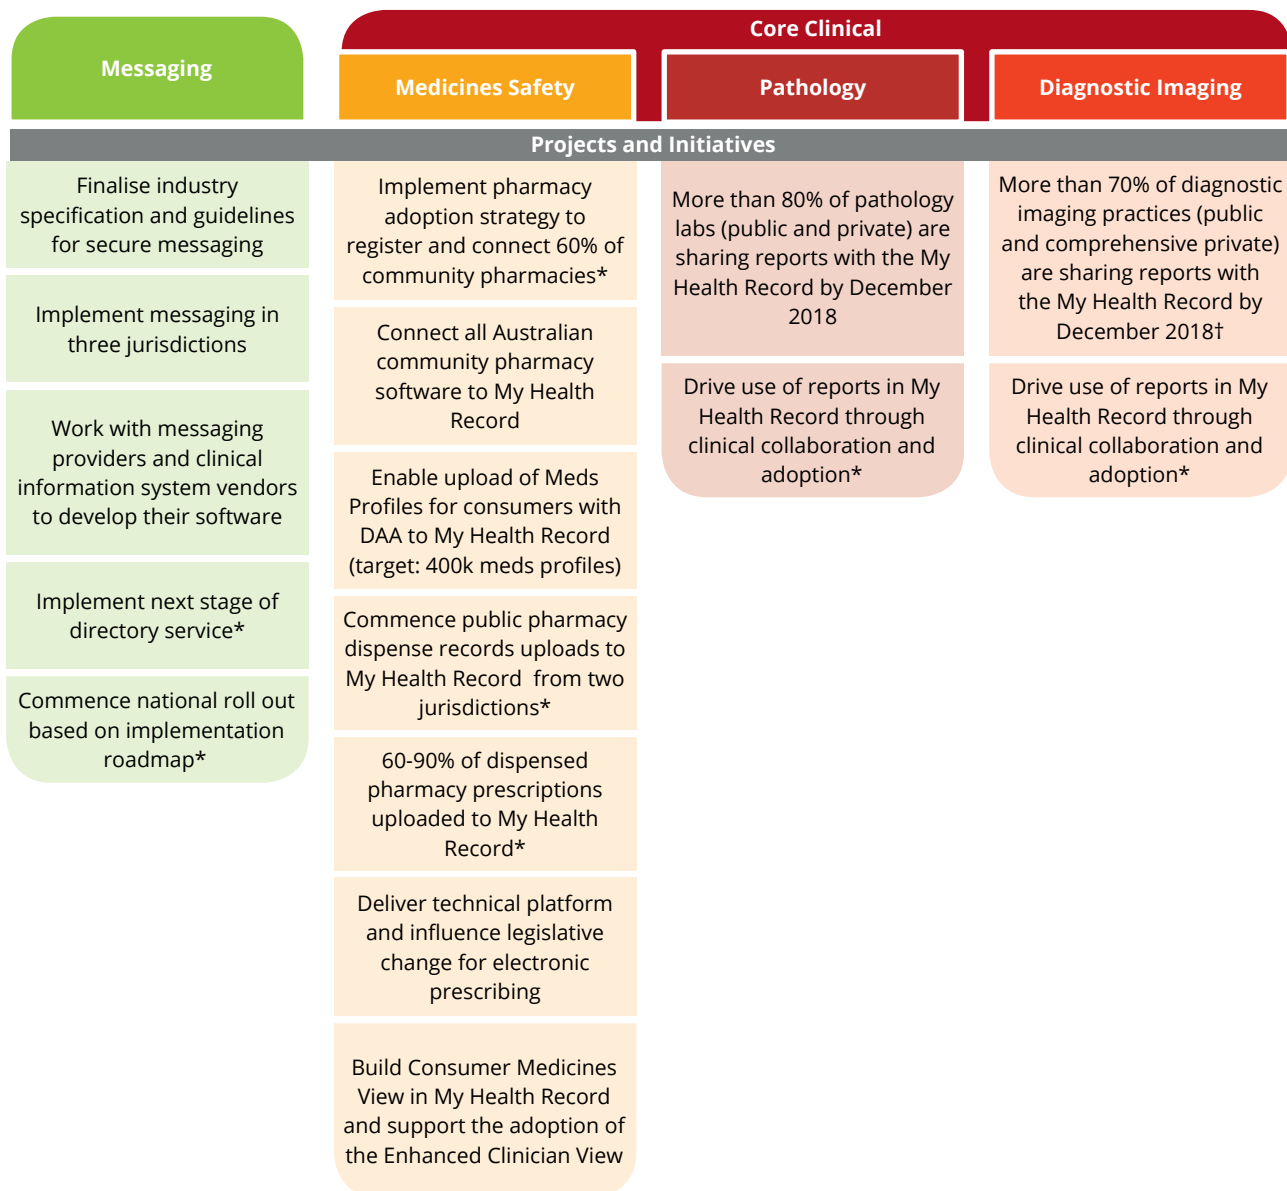 Messaging
Core Clinical
Medicines Safety
Pathology
Diagnostic Imaging
Projects and Initiatives
Finalise industry
specification and guidelines
for secure messaging
Implement messaging in
three jurisdictions
Work with messaging
providers and clinical
information system vendors
to develop their software
Implement next stage of
directory service*
Commence national roll out
based on implementation
roadmap*
Implement pharmacy
adoption strategy to
register and connect 60% of
community pharmacies*
Connect all Australian
community pharmacy
software to My Health
Record
Enable upload of Meds
Profiles for consumers with
DAA to My Health Record
(target: 400k meds profiles)
Commence public pharmacy
dispense records uploads to
My Health Record from two
jurisdictions*
60-90% of dispensed
pharmacy prescriptions
uploaded to My Health
Record*
Deliver technical platform
and influence legislative
change for electronic
prescribing
Build Consumer Medicines
View in My Health Record
and support the adoption of
the Enhanced Clinician View
More than 80% of pathology
labs (public and private) are
sharing reports with the My
Health Record by December
2018
Drive use of reports in My
Health Record through
clinical collaboration and
adoption*
More than 70% of diagnostic
imaging practices (public
and comprehensive private)
are sharing reports with
the My Health Record by
December 2018†
Drive use of reports in My
Health Record through
clinical collaboration and
adoption*